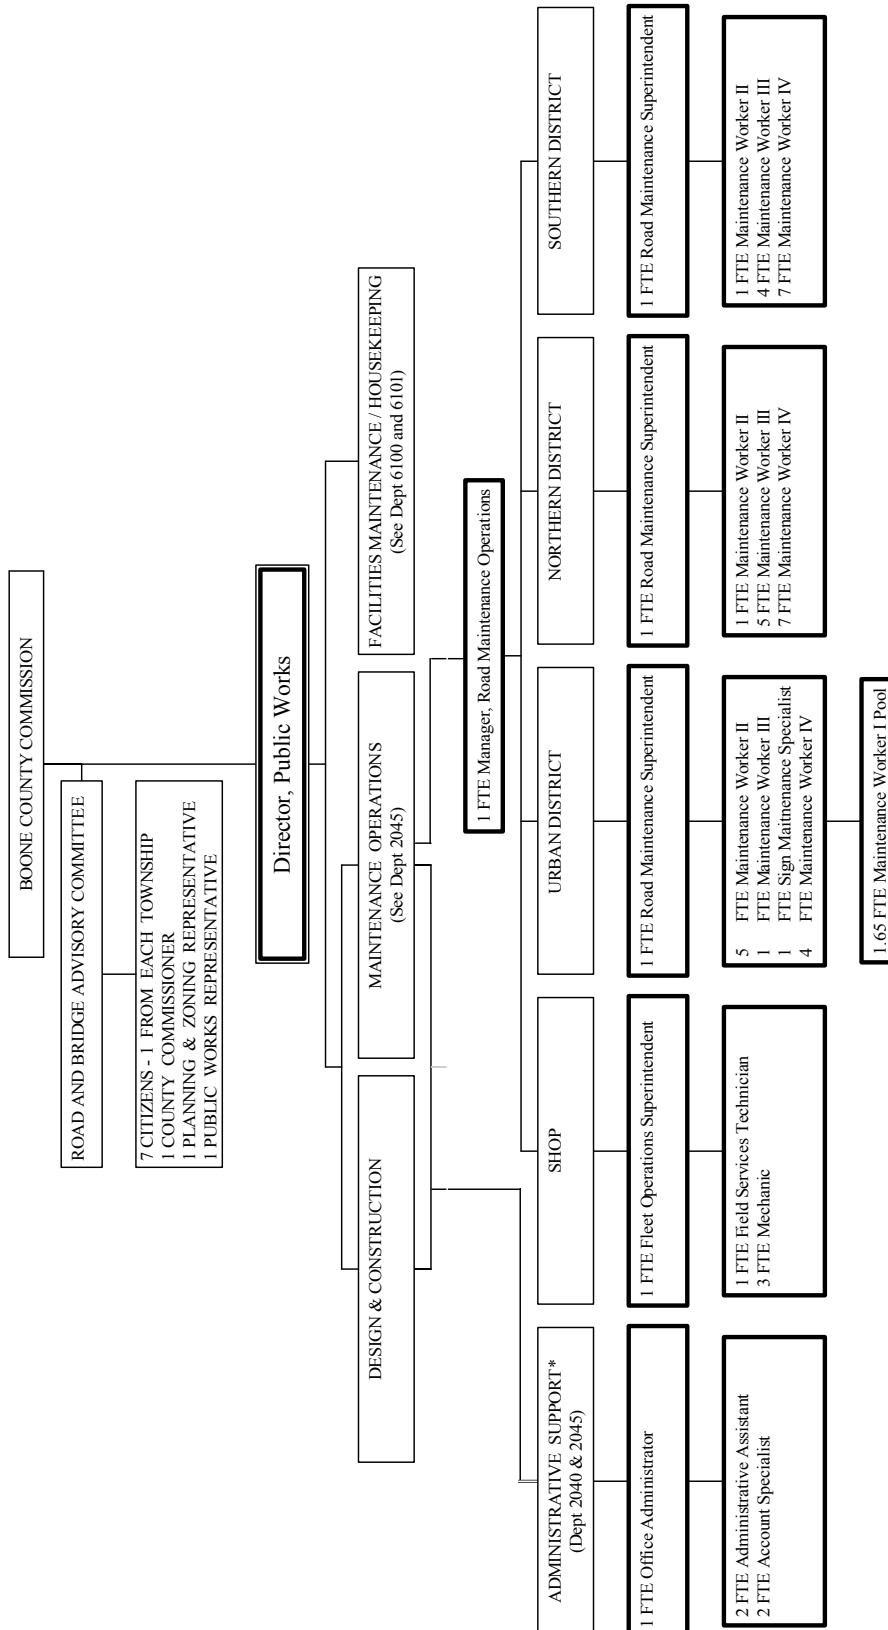 BOONE COUNTY COMMISSION
ROAD AND BRIDGE ADVISORY COMMITTEE
7 CITIZENS - 1 FROM EACH TOWNSHIP
1 COUNTY COMMISSIONER
1 PLANNING & ZONING REPRESENTATIVE
1 PUBLIC WORKS REPRESENTATIVE
Director, Public Works
DESIGN & CONSTRUCTION
MAINTENANCE OPERATIONS
(See Dept 2045)
FACILITIES MAINTENANCE / HOUSEKEEPING
(See Dept 6100 and 6101)
1 FTE Manager, Road Maintenance Operations
ADMINISTRATIVE SUPPORT*
(Dept 2040 & 2045)
1 FTE Office Administrator
2 FTE Administrative Assistant
2 FTE Account Specialist
SHOP
1 FTE Fleet Operations Superintendent
1 FTE Field Services Technician
3 FTE Mechanic
URBAN DISTRICT
1 FTE Road Maintenance Superintendent
5 FTE Maintenance Worker II
1 FTE Maintenance Worker III
1 FTE Sign Maitnenance Specialist
4 FTE Maintenance Worker IV
1.65 FTE Maintenance Worker I Pool
NORTHERN DISTRICT
1 FTE Road Maintenance Superintendent
1 FTE Maintenance Worker II
5 FTE Maintenance Worker III
7 FTE Maintenance Worker IV
SOUTHERN DISTRICT
1 FTE Road Maintenance Superintendent
1 FTE Maintenance Worker II
4 FTE Maintenance Worker III
7 FTE Maintenance Worker IV